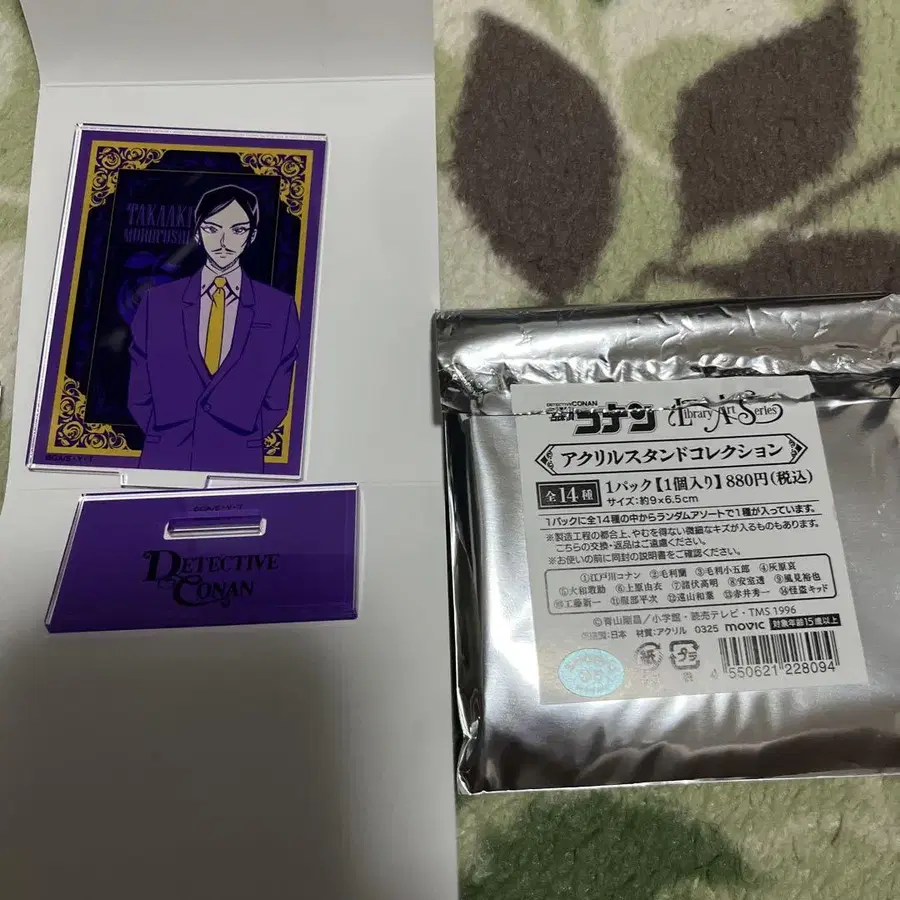 TAKAAKI
MOROFUSHI
©GA/S・Y・T
DETECTIVE
CONAN
DETECTIVE CONAN
コナン Library Art Series
アクリルスタンドコレクション
全14種 1パック【1個入り】880円(税込)
サイズ:約9×6.5cm
1パックに全14種の中からランダムアソートで1種が入っています。
※製造工程の都合上、やむを得ない微細なキズが入るものもあります。
こちらの交換・返品はご遠慮ください。
※お使いの前に同封の説明書をご確認ください。
①江戸川コナン ②毛利蘭 ③毛利小五郎 ④灰原哀
⑤大和敢助 ⑥上原由衣 ⑦諸伏高明 ⑧安室透 ⑨風見裕也
⑩工藤新一 ⑪服部平次 ⑫遠山和葉 ⑬赤井秀一 ⑭怪盗キッド
©青山剛昌/小学館・読売テレビ・TMS 1996
日本 材質:アクリル 0325 movic 対象年齢15歳以上
紙 プラ
4 550621 228094